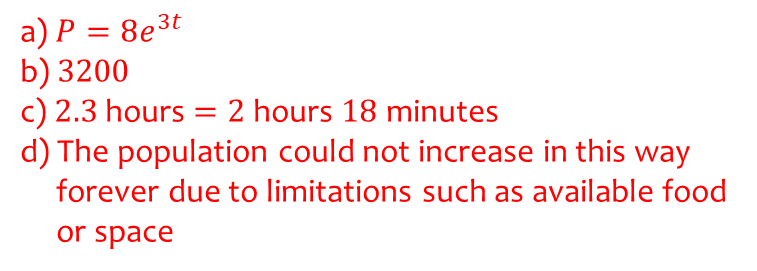 a) P = 8e^{3t}
b) 3200
c) 2.3 hours = 2 hours 18 minutes
d) The population could not increase in this way
forever due to limitations such as available food
or space